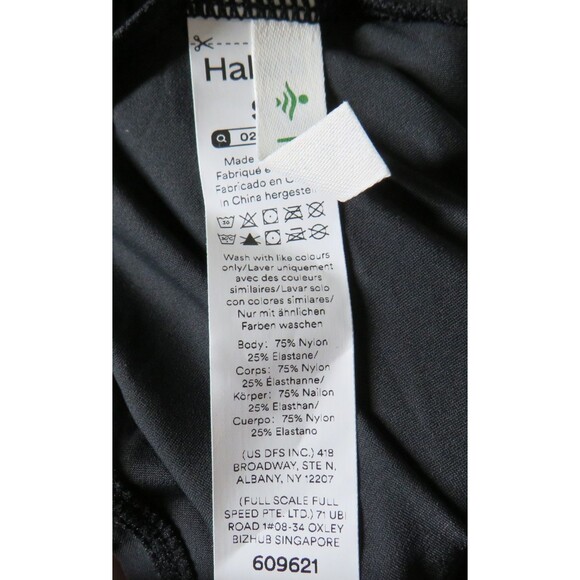 Hal
S
02
Made
Fabriqué e
Fabricado en C
In China hergestel
30
Wash with like colours
only/Laver uniquement
avec des couleurs
similaires/Lavar solo
con colores similares/
Nur mit ähnlichen
Farben waschen
Body: 75% Nylon
25% Elastane/
Corps: 75% Nylon
25% Élasthanne/
Körper: 75% Nailon
25% Elasthan/
Cuerpo: 75% Nylon
25% Elastano
(US DFS INC.) 418
BROADWAY, STE N,
ALBANY, NY 12207
(FULL SCALE FULL
SPEED PTE. LTD.) 71 UBI
ROAD 1#08-34 OXLEY
BIZHUB SINGAPORE
609621